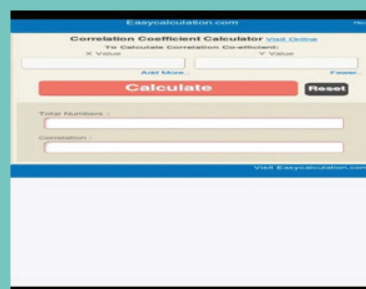 Easycalculation.com
Correlation Coefficient Calculator Visit Online
To Calculate Correlation Co-efficient:
X Value Y Value
Add More.. Fewer..
Calculate Reset
Total Numbers :
Correlation :
Visit Easycalculation.com